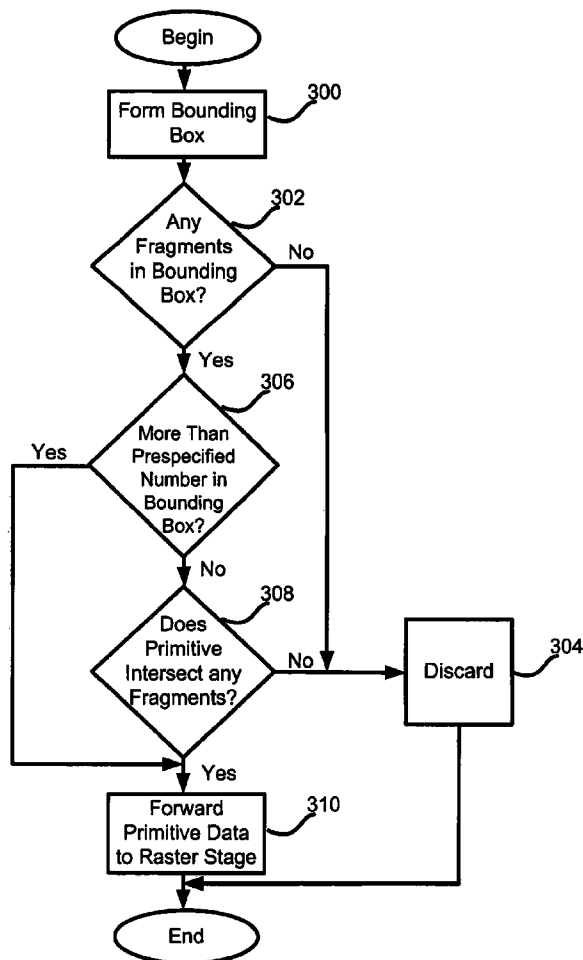 Begin
300
Form Bounding
Box
302
Any
Fragments
in Bounding
Box?
No
Yes
306
Yes
More Than
Prespecified
Number in
Bounding
Box?
No
308
Does
Primitive
Intersect any
Fragments?
No
Discard
304
Yes
310
Forward
Primitive Data
to Raster Stage
End